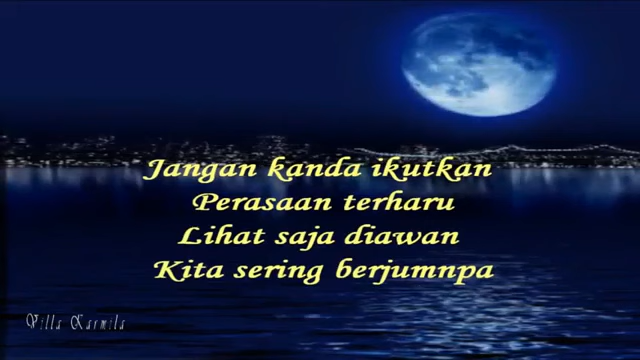 Jangan kanda ikutkan
Perasaan terharu
Lihat saja diawan
Kita sering berjumnpa
Villa Karmila